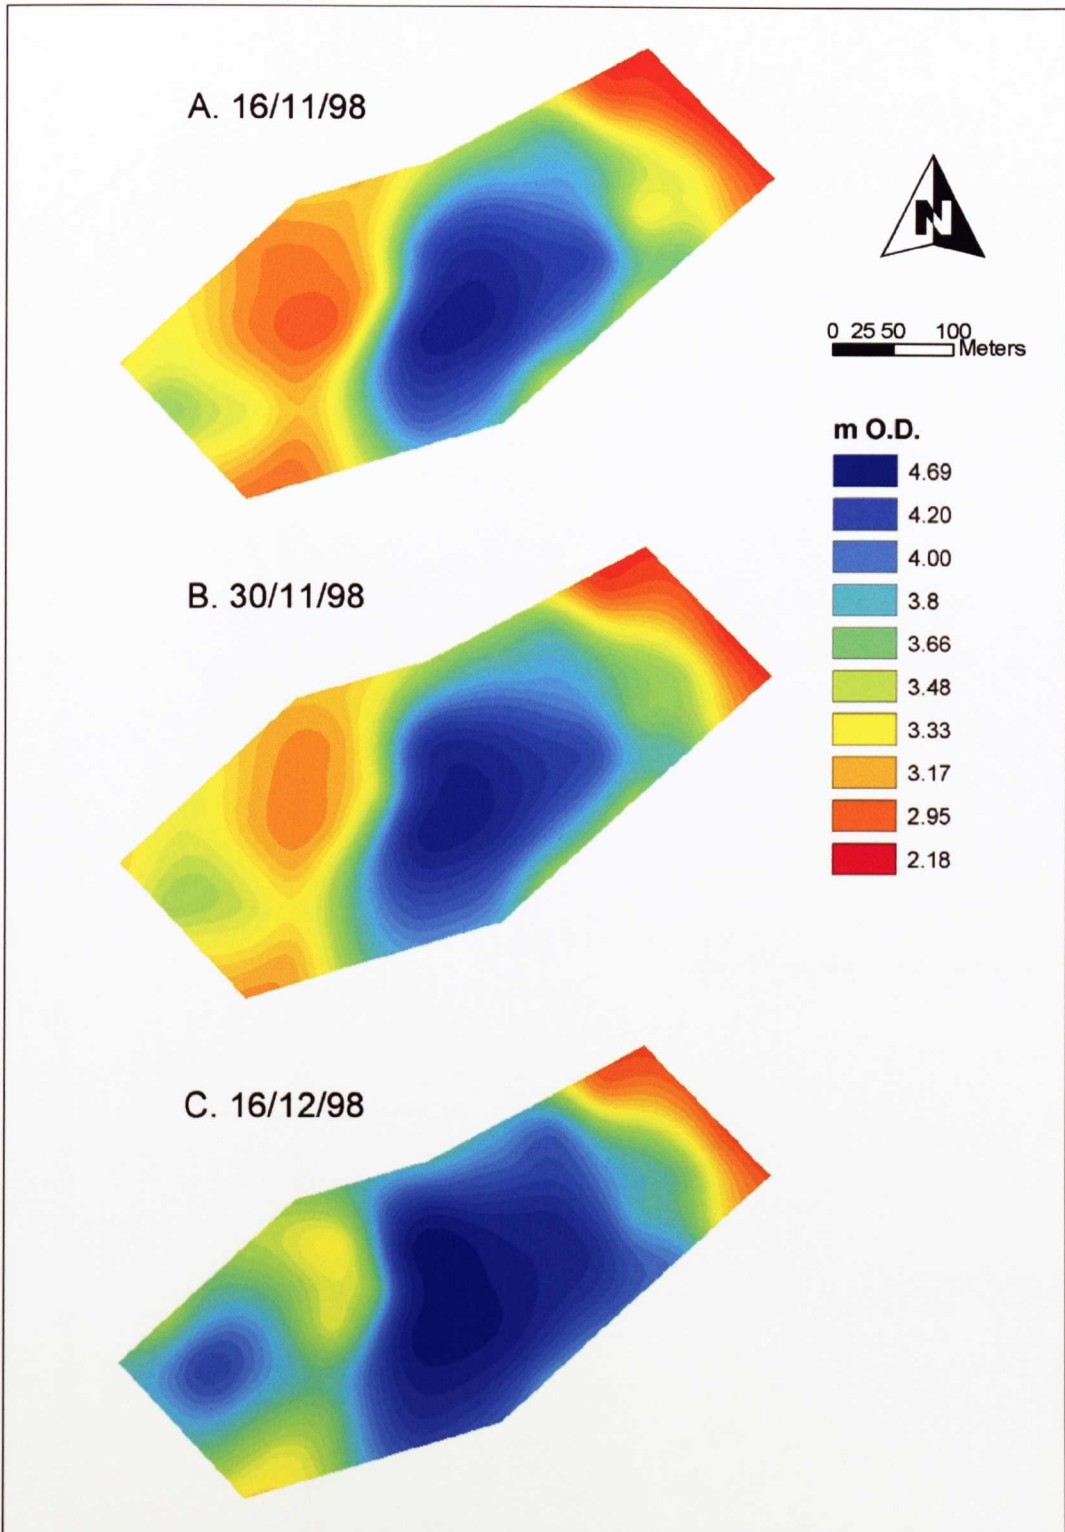 A. 16/11/98
N
0 25 50 100
Meters
m O.D.
4.69
4.20
4.00
3.8
3.66
3.48
3.33
3.17
2.95
2.18
B. 30/11/98
C. 16/12/98